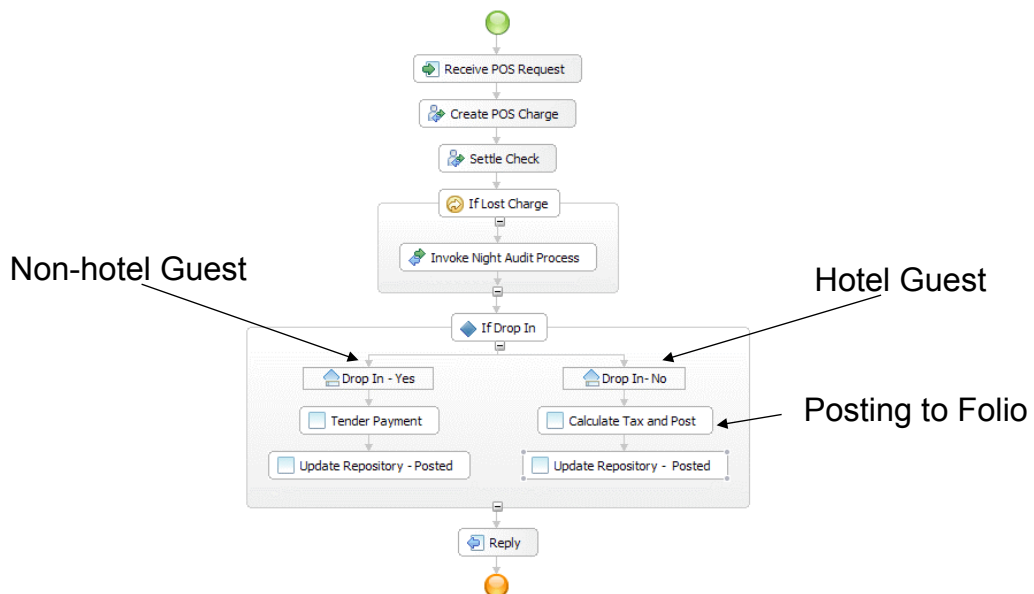 Receive POS Request
Create POS Charge
Settle Check
If Lost Charge
Invoke Night Audit Process
Non-hotel Guest
Hotel Guest
If Drop In
Drop In - Yes
Drop In- No
Tender Payment
Calculate Tax and Post
Posting to Folio
Update Repository - Posted
Update Repository - Posted
Reply